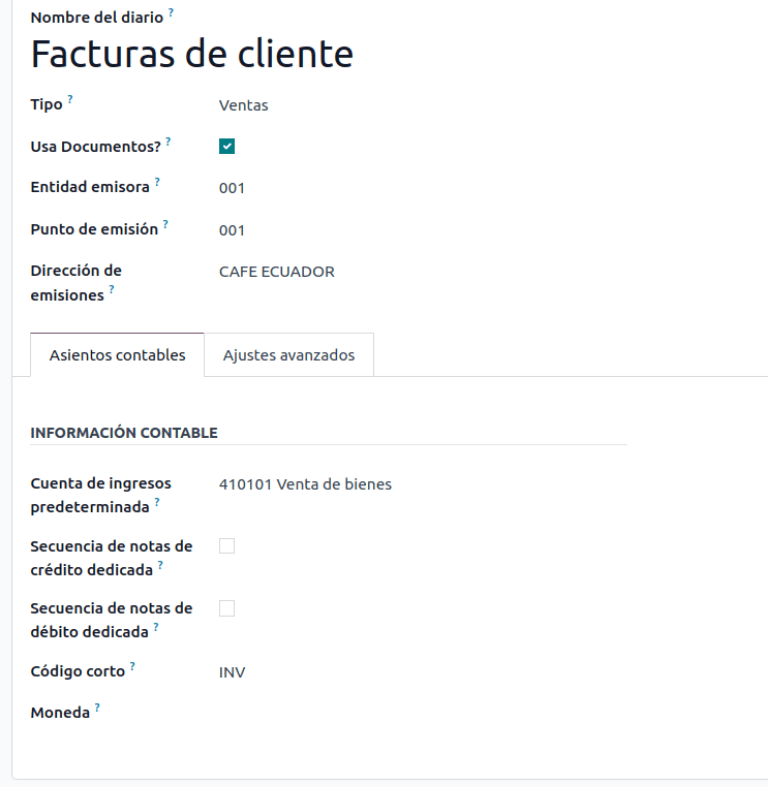 Nombre del diario ?
Facturas de cliente
Tipo ? Ventas
Usa Documentos? ?
Entidad emisora ? 001
Punto de emisión ? 001
Dirección de CAFE ECUADOR
emisiones ?
Asientos contables Ajustes avanzados
INFORMACIÓN CONTABLE
Cuenta de ingresos 410101 Venta de bienes
predeterminada ?
Secuencia de notas de
crédito dedicada ?
Secuencia de notas de
débito dedicada ?
Código corto ? INV
Moneda ?